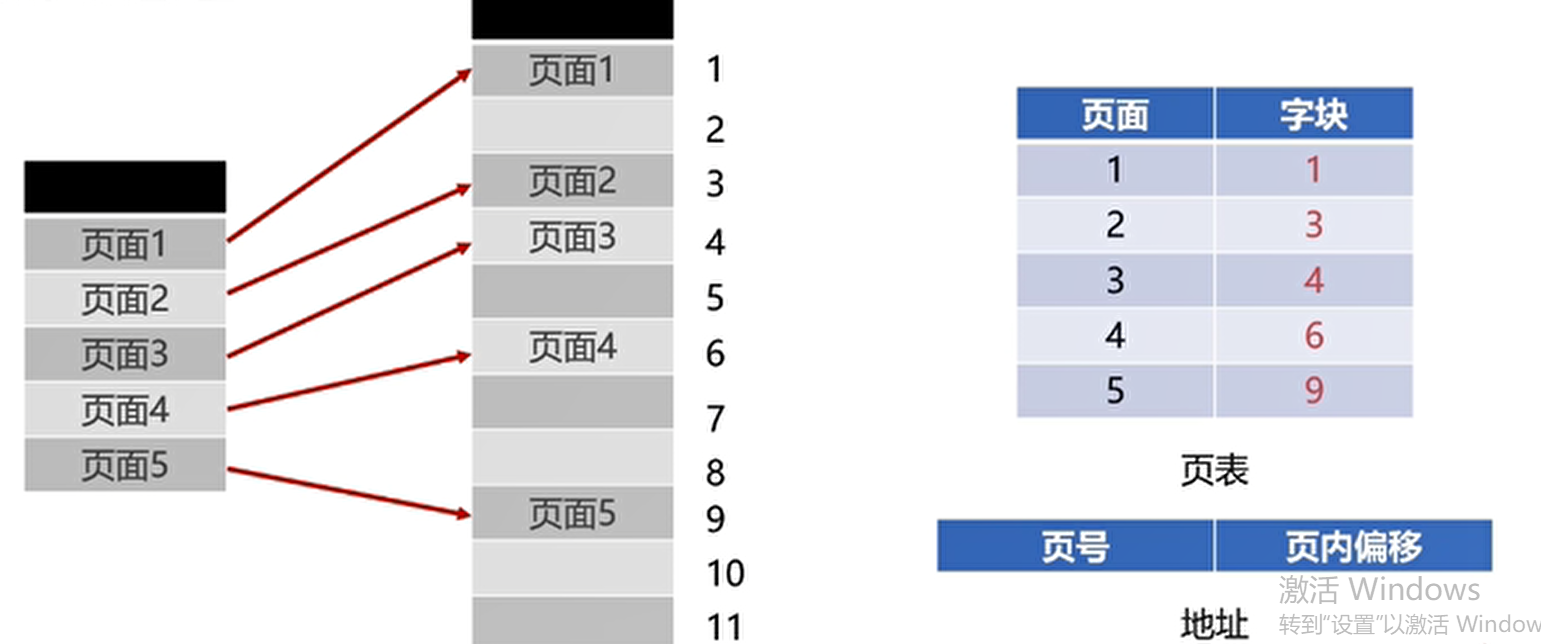 页面1
页面2
页面3
页面4
页面5
页面1 1
2
页面2 3
页面3 4
5
页面4 6
7
8
页面5 9
10
11
页面 字块
1 1
2 3
3 4
4 6
5 9
页表
页号 页内偏移
地址
激活 Windows
转到“设置”以激活 Window